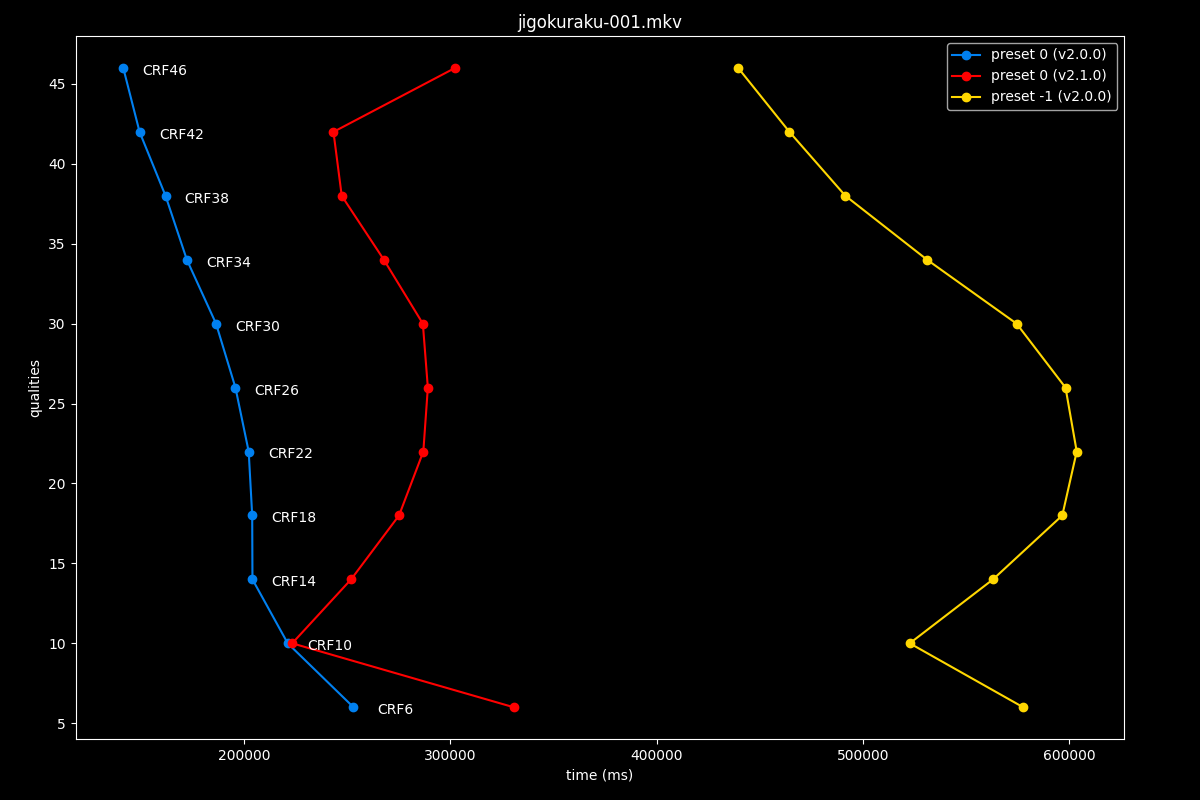 jigokuraku-001.mkv
preset 0 (v2.0.0)
preset 0 (v2.1.0)
preset -1 (v2.0.0)
CRF46
CRF42
CRF38
CRF34
CRF30
CRF26
CRF22
CRF18
CRF14
CRF10
CRF6
45
40
35
30
25
20
15
10
5
qualities
200000
300000
400000
500000
600000
time (ms)